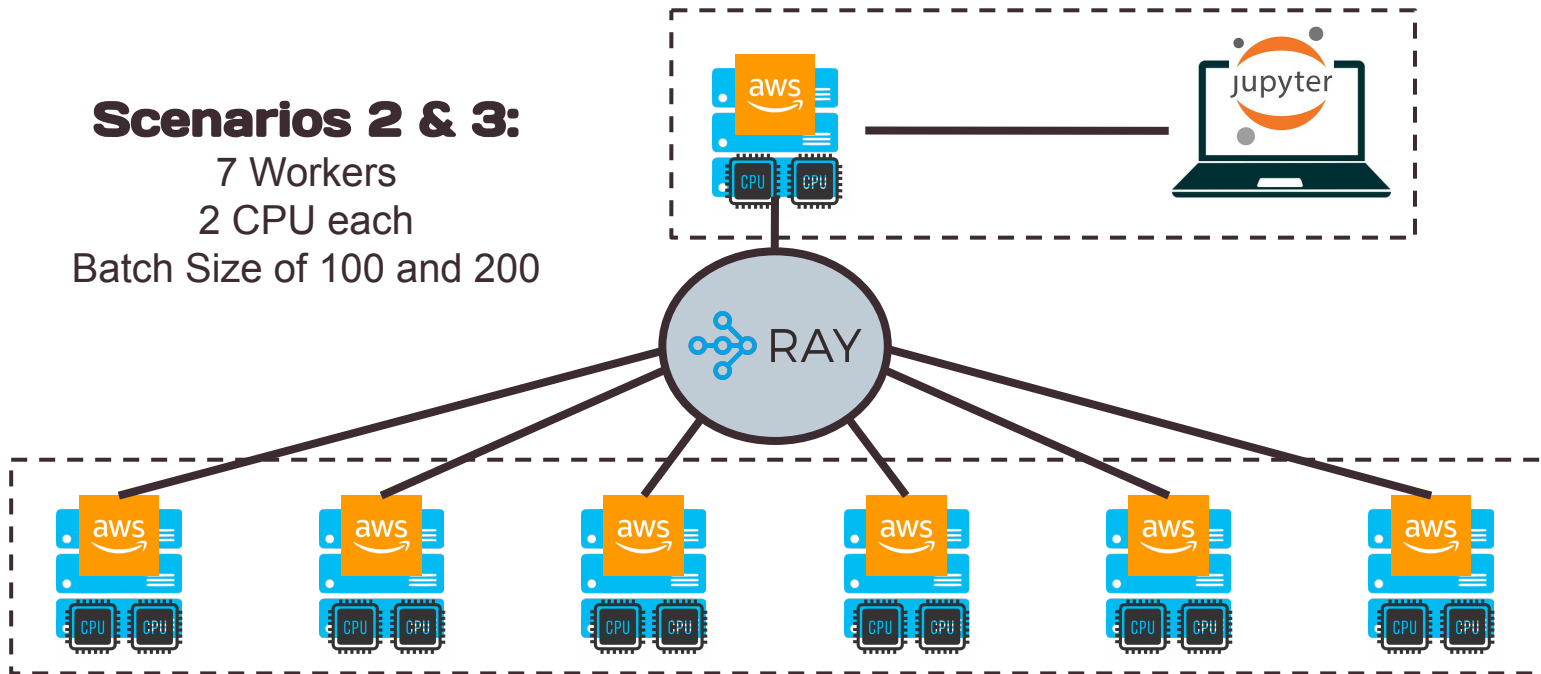 aws
jupyter
Scenarios 2 & 3:
7 Workers
2 CPU each
Batch Size of 100 and 200
CPU CPU
RAY
aws aws aws aws aws aws
CPU CPU CPU CPU CPU CPU CPU CPU CPU CPU CPU CPU